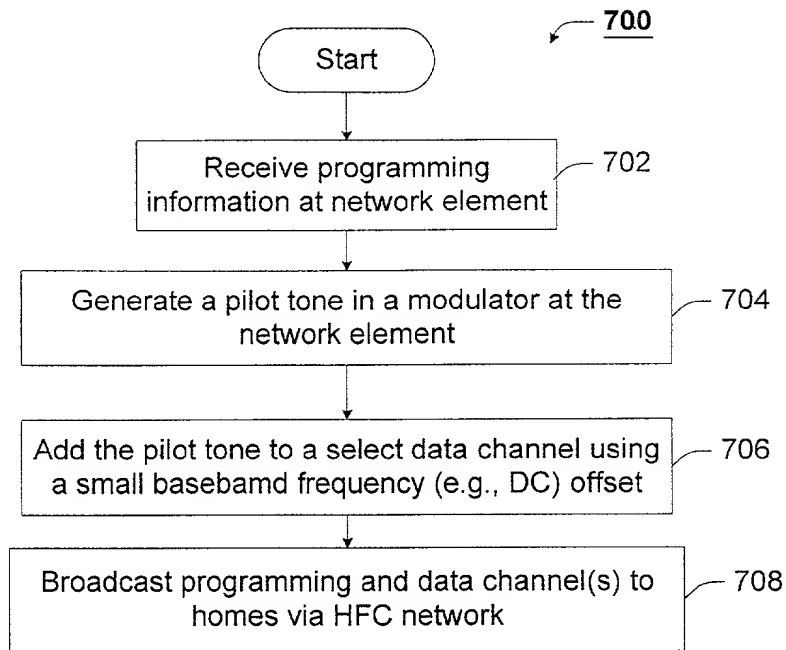 700
Start
Receive programming
information at network element
702
Generate a pilot tone in a modulator at the
network element
704
Add the pilot tone to a select data channel using
a small basebamd frequency (e.g., DC) offset
706
Broadcast programming and data channel(s) to
homes via HFC network
708